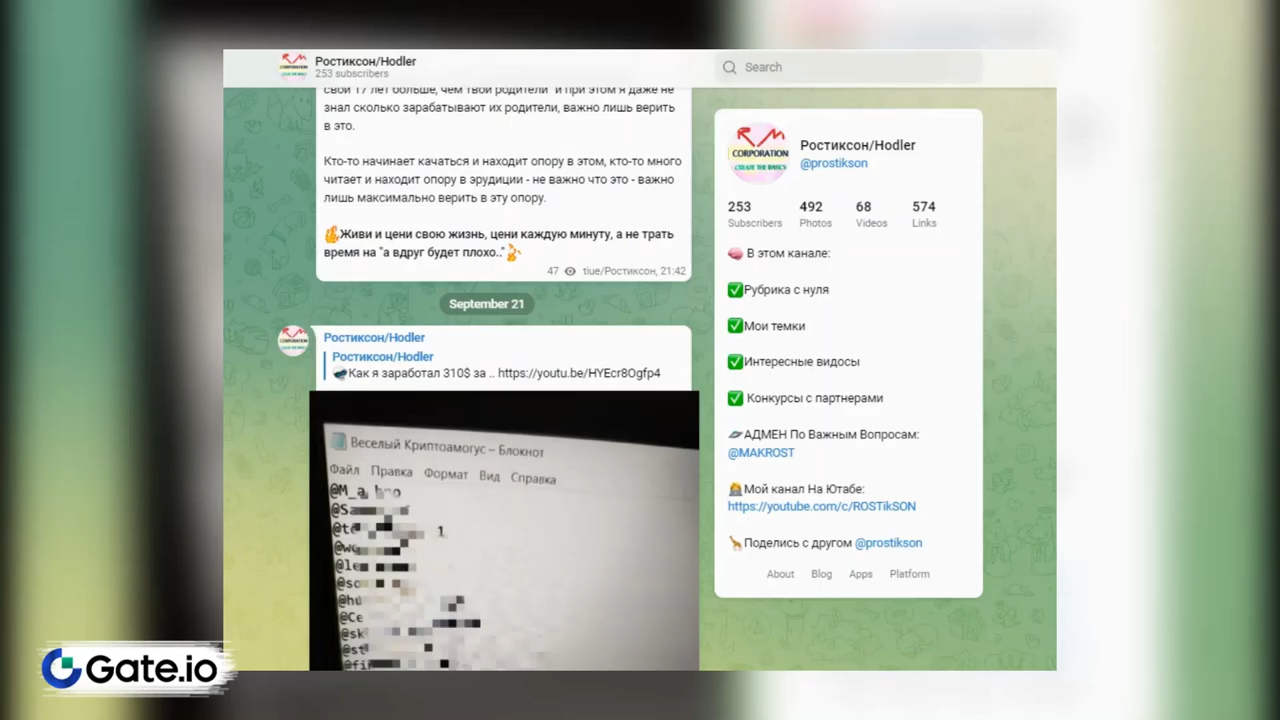 Ростиксон/Hodler
253 subscribers
Search
свои 17 лет больше, чем твои родители и при этом я даже не
знал сколько зарабатывают их родители, важно лишь верить
в это.
Кто-то начинает качаться и находит опору в этом, кто-то много
читает и находит опору в эрудиции - не важно что это - важно
лишь максимально верить в эту опору.
Живи и цени свою жизнь, цени каждую минуту, а не трать
время на "а вдруг будет плохо.."
47 tiue/Ростиксон, 21:42
September 21
Ростиксон/Hodler
Ростиксон/Hodler
Как я заработал 310$ за .. https://youtu.be/HYEcr8Ogfp4
Веселый Криптоамогус – Блокнот
Файл Правка Формат Вид Справка
1
R M
CORPORATION
CREATE THE BASICS
Ростиксон/Hodler
@prostikson
253 492 68 574
Subscribers Photos Videos Links
В этом канале:
Рубрика с нуля
Мои темки
Интересные видосы
Конкурсы с партнерами
АДМЕН По Важным Вопросам:
@MAKROST
Мой канал На Ютабе:
https://youtube.com/c/ROSTikSON
Поделись с другом @prostikson
About Blog Apps Platform
Gate.io